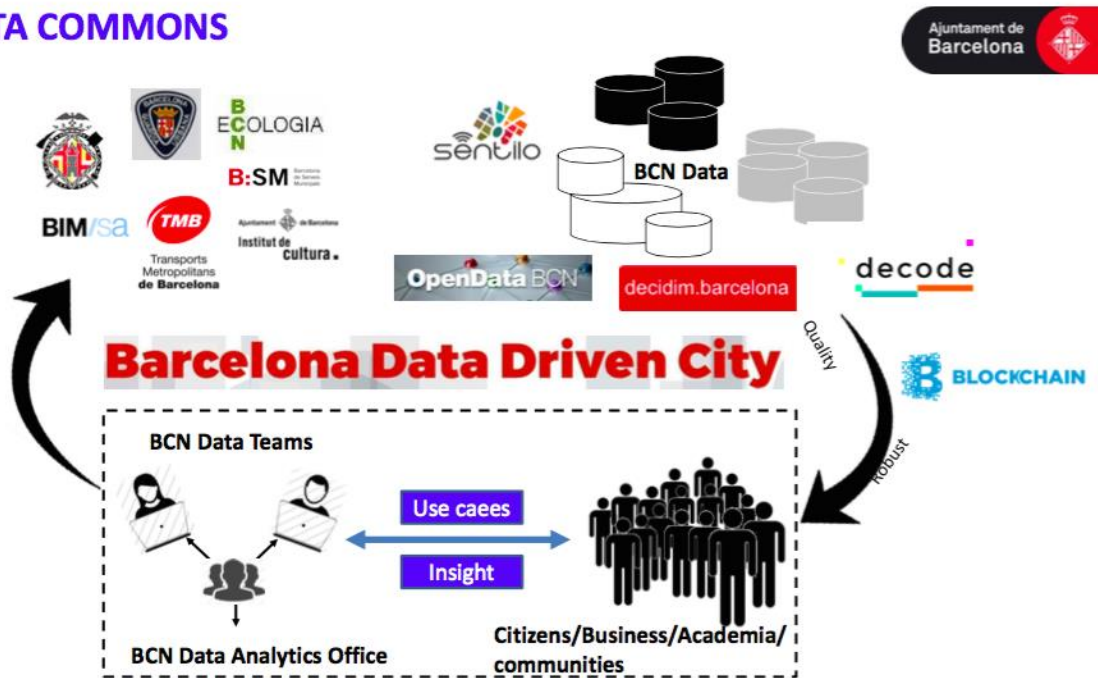 TA COMMONS
Ajuntament de
Barcelona
BCN
ECOLOGIA
B:SM
BIM/sa
TMB
Transports
Metropolitans
de Barcelona
Ajuntament de Barcelona
Institut de
cultura.
sentilo
BCN Data
OpenData BCN
decidim.barcelona
decode
Quality
Robust
BLOCKCHAIN
Barcelona Data Driven City
BCN Data Teams
Use caees
Insight
BCN Data Analytics Office
Citizens/Business/Academia/
communities